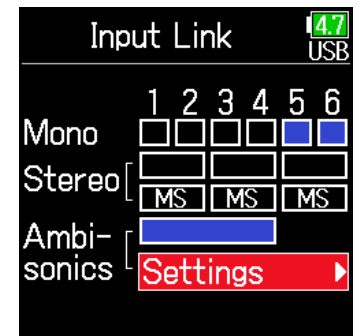 Input Link
4.7
USB
1 2 3 4 5 6
Mono
Stereo
MS MS MS
Ambi-
sonics
Settings